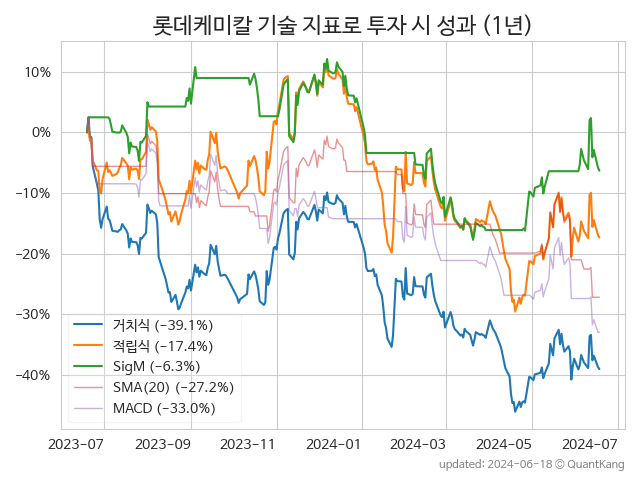 롯데케미칼 기술 지표로 투자 시 성과 (1년)
10%
0%
−10%
−20%
−30%
−40%
거치식 (−39.1%)
적립식 (−17.4%)
SigM (−6.3%)
SMA(20) (−27.2%)
MACD (−33.0%)
2023-07 2023-09 2023-11 2024-01 2024-03 2024-05 2024-07
updated: 2024-06-18 © QuantKang